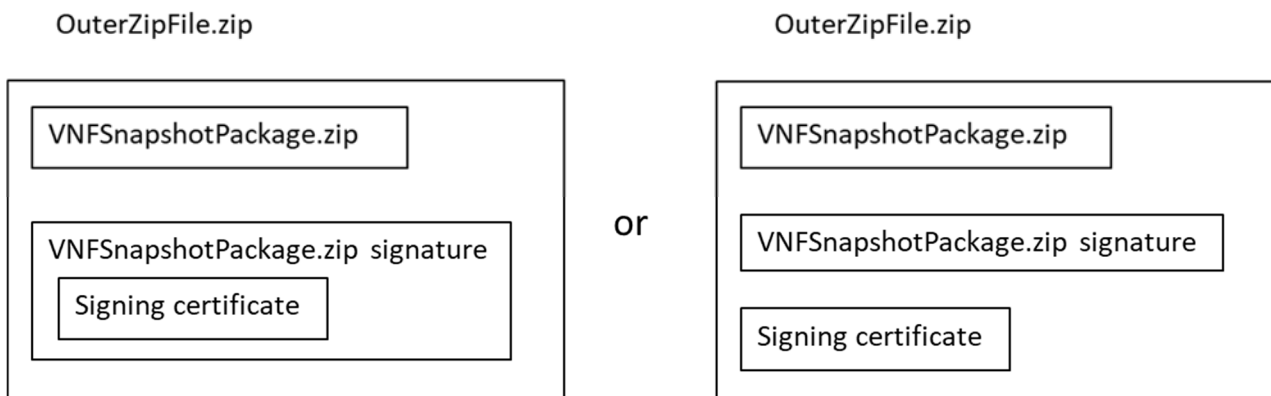 OuterZipFile.zip
VNFSnapshotPackage.zip
VNFSnapshotPackage.zip signature
Signing certificate
or
OuterZipFile.zip
VNFSnapshotPackage.zip
VNFSnapshotPackage.zip signature
Signing certificate